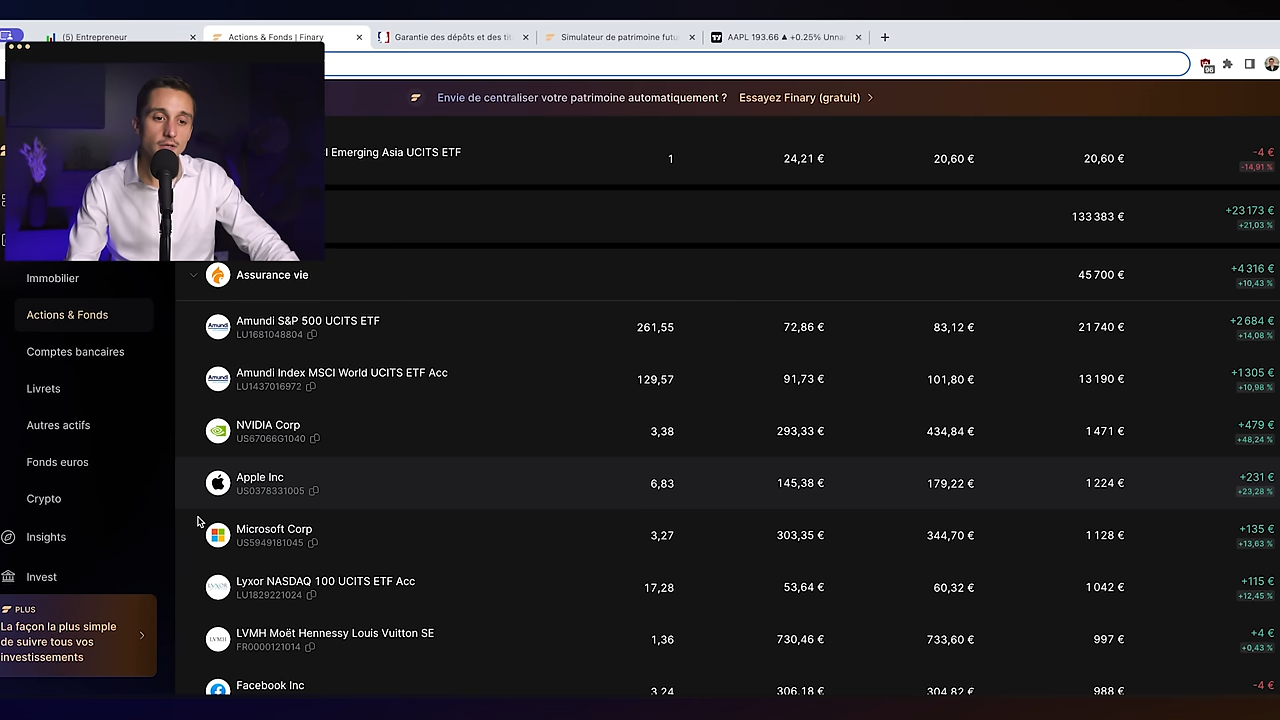 (5) Entrepreneur
Actions & Fonds | Finary
Garantie des dépôts et des tit
Simulateur de patrimoine futu
AAPL 193.66 ▲ +0.25% Unna
96
Envie de centraliser votre patrimoine automatiquement ? Essayez Finary (gratuit)
Emerging Asia UCITS ETF
1
24,21 €
20,60 €
20,60 €
-4 €
-14,91 %
133 383 €
+23 173 €
+21,03 %
Immobilier
Actions & Fonds
Comptes bancaires
Livrets
Autres actifs
Fonds euros
Crypto
Insights
Invest
PLUS
La façon la plus simple
de suivre tous vos
investissements
Assurance vie
45 700 €
+4 316 €
+10,43 %
Amundi
Amundi S&P 500 UCITS ETF
LU1681048804
261,55
72,86 €
83,12 €
21 740 €
+2 684 €
+14,08 %
Amundi
Amundi Index MSCI World UCITS ETF Acc
LU1437016972
129,57
91,73 €
101,80 €
13 190 €
+1 305 €
+10,98 %
NVIDIA Corp
US67066G1040
3,38
293,33 €
434,84 €
1 471 €
+479 €
+48,24 %
Apple Inc
US0378331005
6,83
145,38 €
179,22 €
1 224 €
+231 €
+23,28 %
Microsoft Corp
US5949181045
3,27
303,35 €
344,70 €
1 128 €
+135 €
+13,63 %
LYXOR
Lyxor NASDAQ 100 UCITS ETF Acc
LU1829221024
17,28
53,64 €
60,32 €
1 042 €
+115 €
+12,45 %
LVMH
LVMH Moët Hennessy Louis Vuitton SE
FR0000121014
1,36
730,46 €
733,60 €
997 €
+4 €
+0,43 %
Facebook Inc
3,24
306,18 €
304,82 €
988 €
-4 €